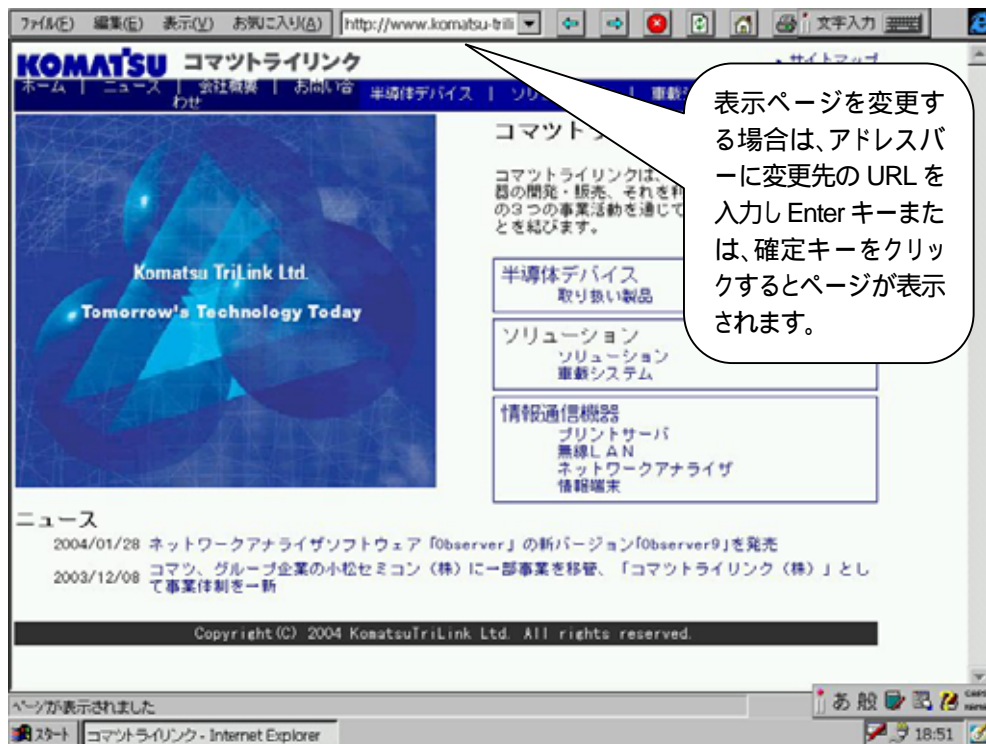 ファイル(F) 編集(E) 表示(V) お気に入り(A) http://www.komatsu-trili 文字入力
KOMATSU コマツトライリンク サイトマップ
ホーム | ニュース | 会社概要 | お問い合わせ
半導体デバイス | ソリュ
表示ページを変更す
る場合は、アドレスバ
ーに変更先の URL を
入力し Enter キーまた
は、確定キーをクリッ
クするとページが表示
されます。
Komatsu TriLink Ltd.
Tomorrow's Technology Today
コマツト
コマツトライリンクは、
器の開発・販売、それを利
の3つの事業活動を通じて
とを結びます。
半導体デバイス
取り扱い製品
ソリューション
ソリューション
車載システム
情報通信機器
プリントサーバ
無線LAN
ネットワークアナライザ
情報端末
ニュース
2004/01/28 ネットワークアナライザソフトウェア「Observer」の新バージョン「Observer9」を発売
2003/12/08 コマツ、グループ企業の小松セミコン(株)に一部事業を移管、「コマツトライリンク(株)」とし
て事業体制を一新
Copyright(C) 2004 KomatsuTriLink Ltd. All rights reserved.
ページが表示されました
あ 般
スタート コマツトライリンク - Internet Explorer 18:51